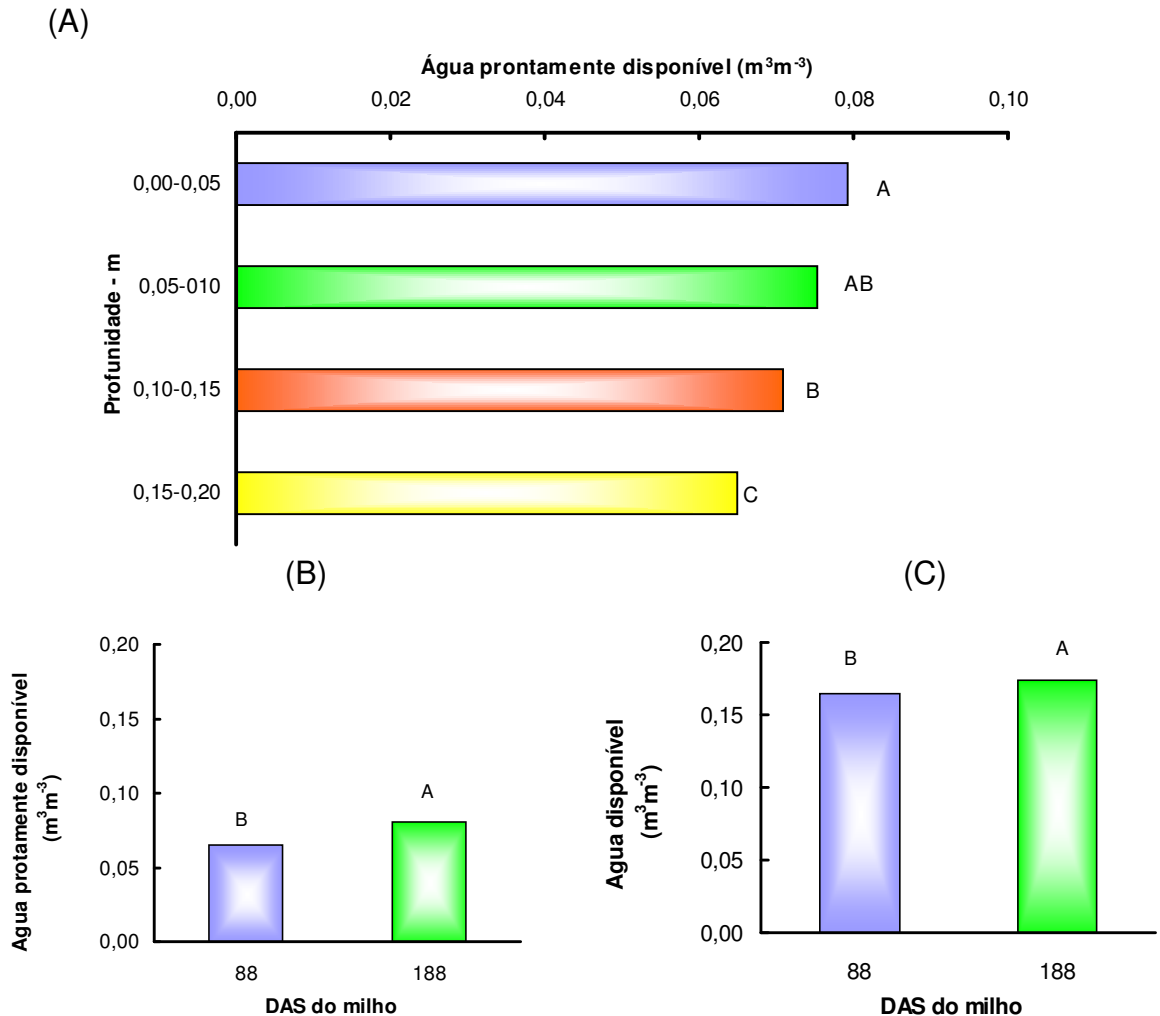 (A)
Água prontamente disponível (m³m⁻³)
0,00 0,02 0,04 0,06 0,08 0,10
Profunidade - m
0,00-0,05 A
0,05-010 AB
0,10-0,15 B
0,15-0,20 C
(B)
Agua protamente disponível
(m³m⁻³)
0,20
0,15
0,10
0,05
0,00
B
A
88 188
DAS do milho
(C)
Agua disponível
(m³m⁻³)
0,20
0,15
0,10
0,05
0,00
B
A
88 188
DAS do milho